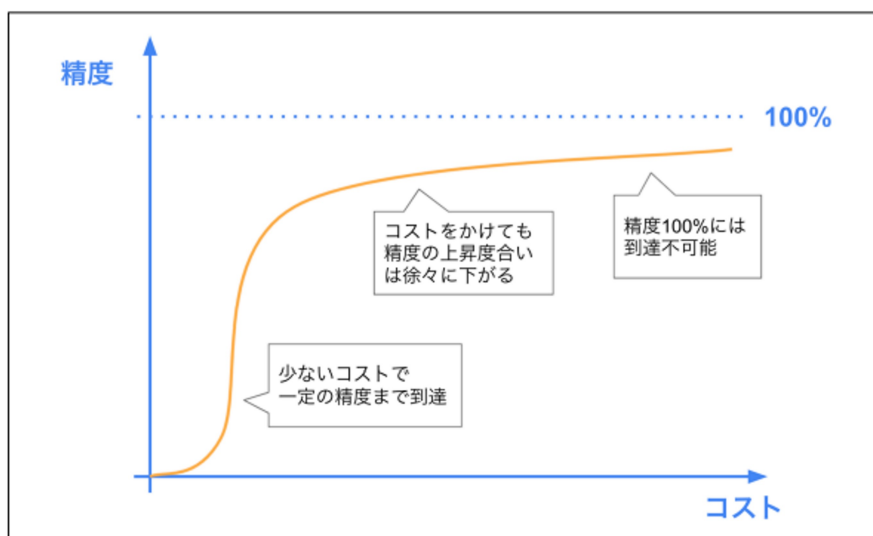 精度
100%
コストをかけても
精度の上昇度合い
は徐々に下がる
精度100%には
到達不可能
少ないコストで
一定の精度まで到達
コスト